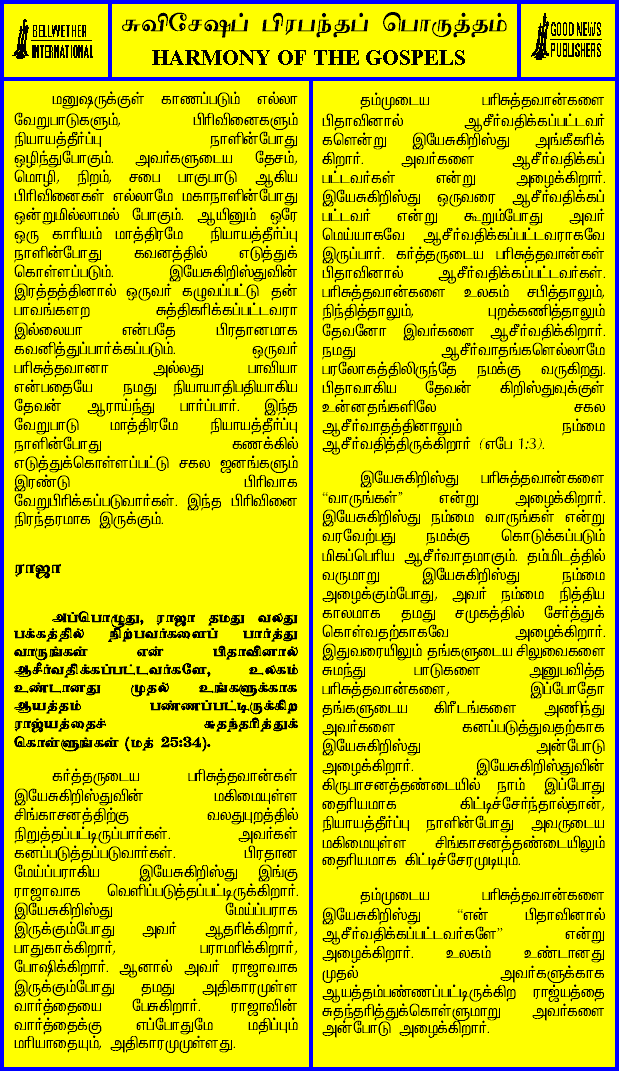 BELLWETHER
INTERNATIONAL
சுவிசேஷப் பிரபந்தப் பொருத்தம்
HARMONY OF THE GOSPELS
GOOD NEWS
PUBLISHERS
மனுஷருக்குள் காணப்படும் எல்லா
வேறுபாடுகளும், பிரிவினைகளும்
நியாயத்தீர்ப்பு நாளின்போது
ஒழிந்துபோகும். அவர்களுடைய தேசம்,
மொழி, நிறம், சபை பாகுபாடு ஆகிய
பிரிவினைகள் எல்லாமே மகாநாளின்போது
ஒன்றுமில்லாமல் போகும். ஆயினும் ஒரே
ஒரு காரியம் மாத்திரமே நியாயத்தீர்ப்பு
நாளின்போது கவனத்தில் எடுத்துக்
கொள்ளப்படும். இயேசுகிறிஸ்துவின்
இரத்தத்தினால் ஒருவர் கழுவப்பட்டு தன்
பாவங்களற சுத்திகரிக்கப்பட்டவரா
இல்லையா என்பதே பிரதானமாக
கவனித்துப்பார்க்கப்படும். ஒருவர்
பரிசுத்தவானா அல்லது பாவியா
என்பதையே நமது நியாயாதிபதியாகிய
தேவன் ஆராய்ந்து பார்ப்பார். இந்த
வேறுபாடு மாத்திரமே நியாயத்தீர்ப்பு
நாளின்போது கணக்கில்
எடுத்துக்கொள்ளப்பட்டு சகல ஜனங்களும்
இரண்டு பிரிவாக
வேறுபிரிக்கப்படுவார்கள். இந்த பிரிவினை
நிரந்தரமாக இருக்கும்.
ராஜா
அப்பொழுது, ராஜா தமது வலது
பக்கத்தில் நிற்பவர்களைப் பார்த்து
வாருங்கள் என் பிதாவினால்
ஆசீர்வதிக்கப்பட்டவர்களே, உலகம்
உண்டானது முதல் உங்களுக்காக
ஆயத்தம் பண்ணப்பட்டிருக்கிற
ராஜ்யத்தைச் சுதந்தரித்துக்
கொள்ளுங்கள் (மத் 25:34).
கர்த்தருடைய பரிசுத்தவான்கள்
இயேசுகிறிஸ்துவின் மகிமையுள்ள
சிங்காசனத்திற்கு வலதுபுறத்தில்
நிறுத்தப்பட்டிருப்பார்கள். அவர்கள்
கனப்படுத்தப்படுவார்கள். பிரதான
மேய்ப்பராகிய இயேசுகிறிஸ்து இங்கு
ராஜாவாக வெளிப்படுத்தப்பட்டிருக்கிறார்.
இயேசுகிறிஸ்து மேய்ப்பராக
இருக்கும்போது அவர் ஆதரிக்கிறார்,
பாதுகாக்கிறார், பராமரிக்கிறார்,
போஷிக்கிறார். ஆனால் அவர் ராஜாவாக
இருக்கும்போது தமது அதிகாரமுள்ள
வார்த்தையை பேசுகிறார். ராஜாவின்
வார்த்தைக்கு எப்போதுமே மதிப்பும்
மரியாதையும், அதிகாரமுமுள்ளது.
தம்முடைய பரிசுத்தவான்களை
பிதாவினால் ஆசீர்வதிக்கப்பட்டவர்
களென்று இயேசுகிறிஸ்து அங்கீகரிக்
கிறார். அவர்களை ஆசீர்வதிக்கப்
பட்டவர்கள் என்று அழைக்கிறார்.
இயேசுகிறிஸ்து ஒருவரை ஆசீர்வதிக்கப்
பட்டவர் என்று கூறும்போது அவர்
மெய்யாகவே ஆசீர்வதிக்கப்பட்டவராகவே
இருப்பார். கர்த்தருடைய பரிசுத்தவான்கள்
பிதாவினால் ஆசீர்வதிக்கப்பட்டவர்கள்.
பரிசுத்தவான்களை உலகம் சபித்தாலும்,
நிந்தித்தாலும், புறக்கணித்தாலும்
தேவனோ இவர்களை ஆசீர்வதிக்கிறார்.
நமது ஆசீர்வாதங்களெல்லாமே
பரலோகத்திலிருந்தே நமக்கு வருகிறது.
பிதாவாகிய தேவன் கிறிஸ்துவுக்குள்
உன்னதங்களிலே சகல
ஆசீர்வாதத்தினாலும் நம்மை
ஆசீர்வதித்திருக்கிறார் (எபே 1:3).
இயேசுகிறிஸ்து பரிசுத்தவான்களை
“வாருங்கள்” என்று அழைக்கிறார்.
இயேசுகிறிஸ்து நம்மை வாருங்கள் என்று
வரவேற்பது நமக்கு கொடுக்கப்படும்
மிகப்பெரிய ஆசீர்வாதமாகும். தம்மிடத்தில்
வருமாறு இயேசுகிறிஸ்து நம்மை
அழைக்கும்போது, அவர் நம்மை நித்திய
காலமாக தமது சமுகத்தில் சேர்த்துக்
கொள்வதற்காகவே அழைக்கிறார்.
இதுவரையிலும் தங்களுடைய சிலுவைகளை
சுமந்து பாடுகளை அனுபவித்த
பரிசுத்தவான்களை, இப்போதோ
தங்களுடைய கிரீடங்களை அணிந்து
அவர்களை கனப்படுத்துவதற்காக
இயேசுகிறிஸ்து அன்போடு
அழைக்கிறார். இயேசுகிறிஸ்துவின்
கிருபாசனத்தண்டையில் நாம் இப்போது
தைரியமாக கிட்டிச்சேர்ந்தால்தான்,
நியாயத்தீர்ப்பு நாளின்போது அவருடைய
மகிமையுள்ள சிங்காசனத்தண்டையிலும்
தைரியமாக கிட்டிச்சேரமுடியும்.
தம்முடைய பரிசுத்தவான்களை
இயேசுகிறிஸ்து “என் பிதாவினால்
ஆசீர்வதிக்கப்பட்டவர்களே” என்று
அழைக்கிறார். உலகம் உண்டானது
முதல் அவர்களுக்காக
ஆயத்தம்பண்ணப்பட்டிருக்கிற ராஜ்யத்தை
சுதந்தரித்துக்கொள்ளுமாறு அவர்களை
அன்போடு அழைக்கிறார்.